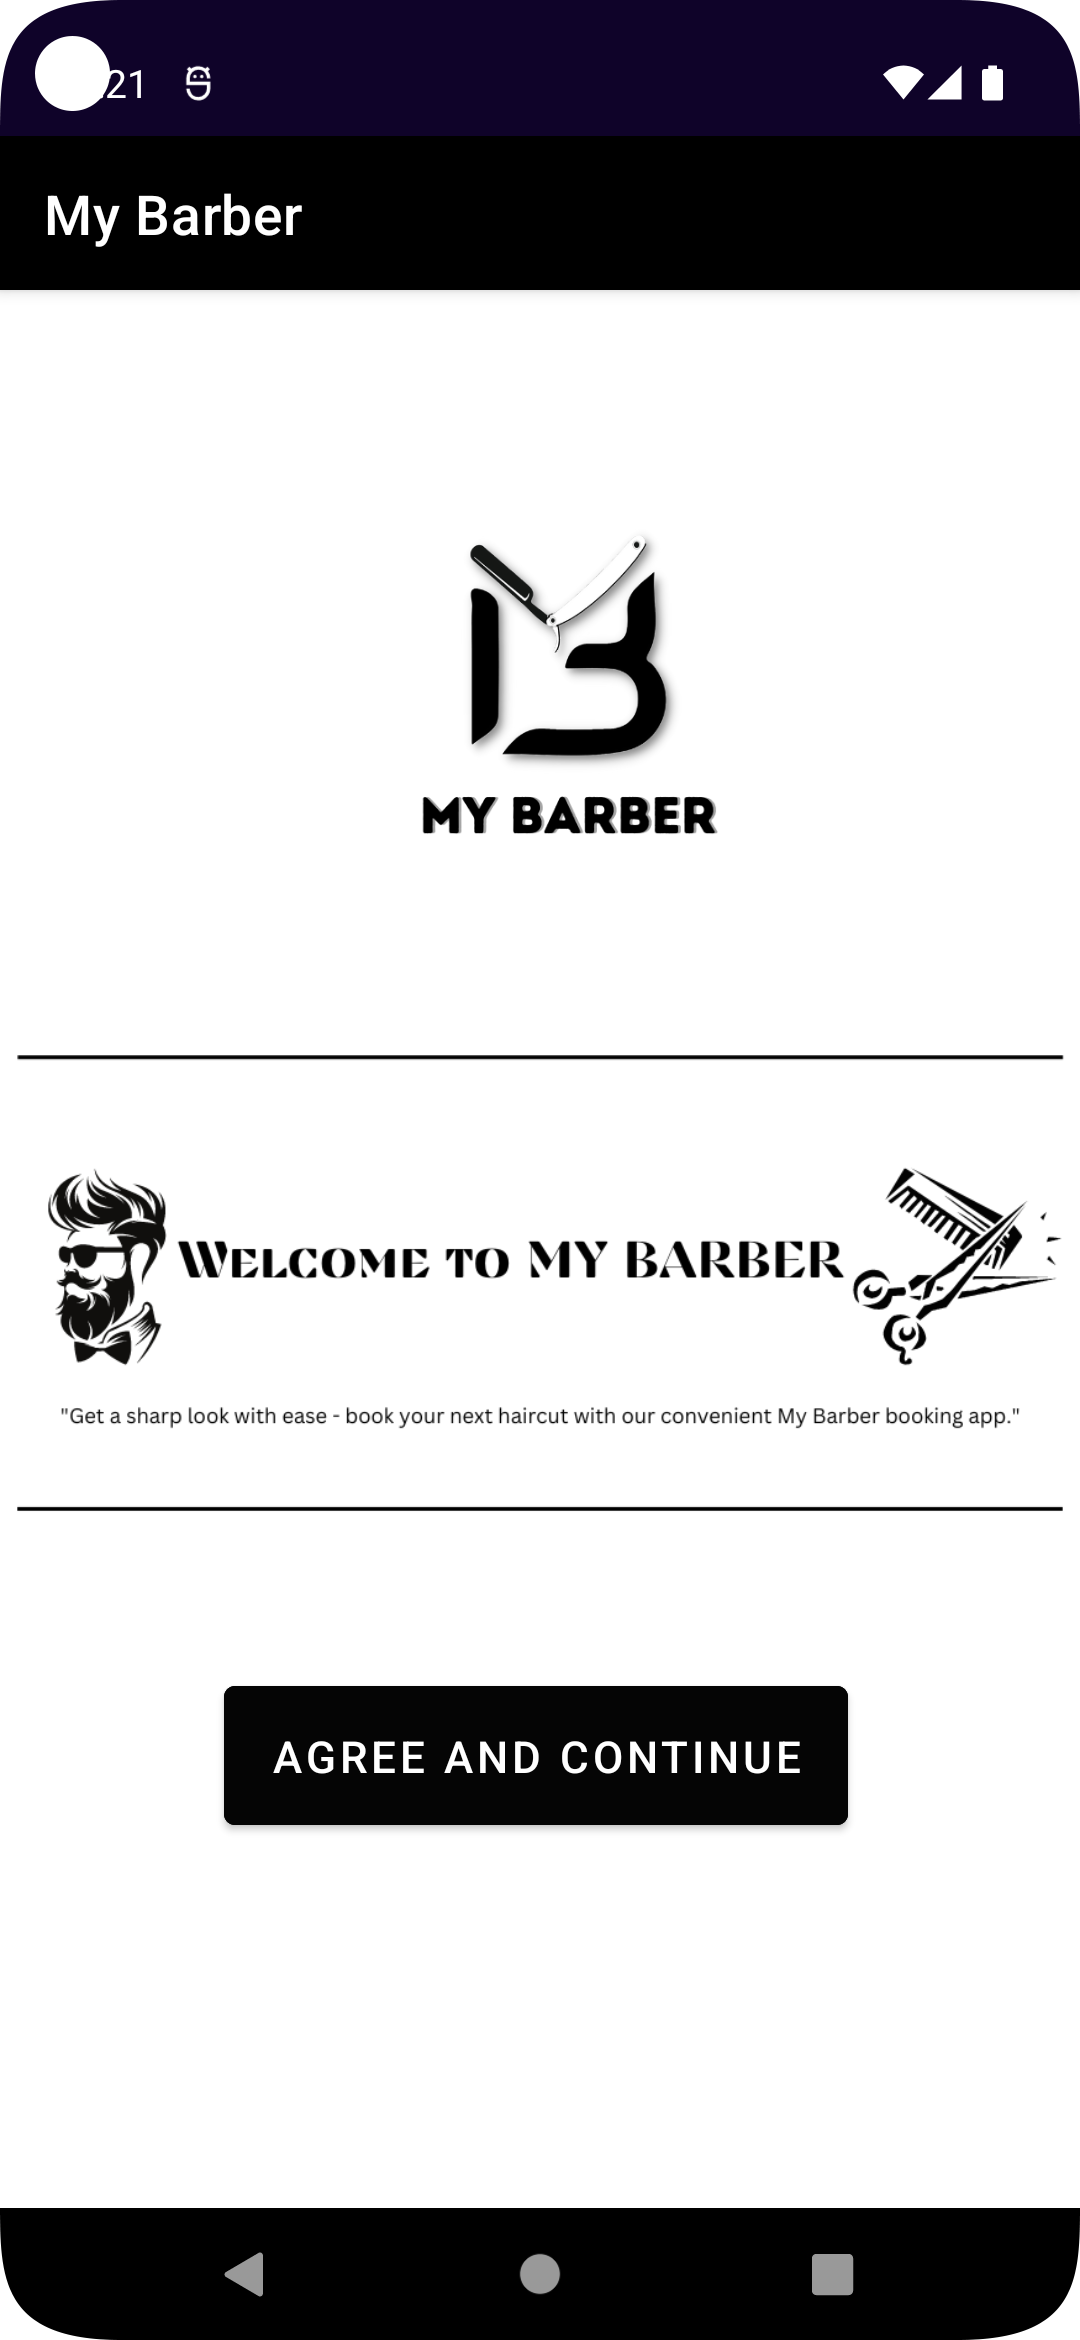 21
My Barber
MY BARBER
WELCOME TO MY BARBER
"Get a sharp look with ease - book your next haircut with our convenient My Barber booking app."
AGREE AND CONTINUE